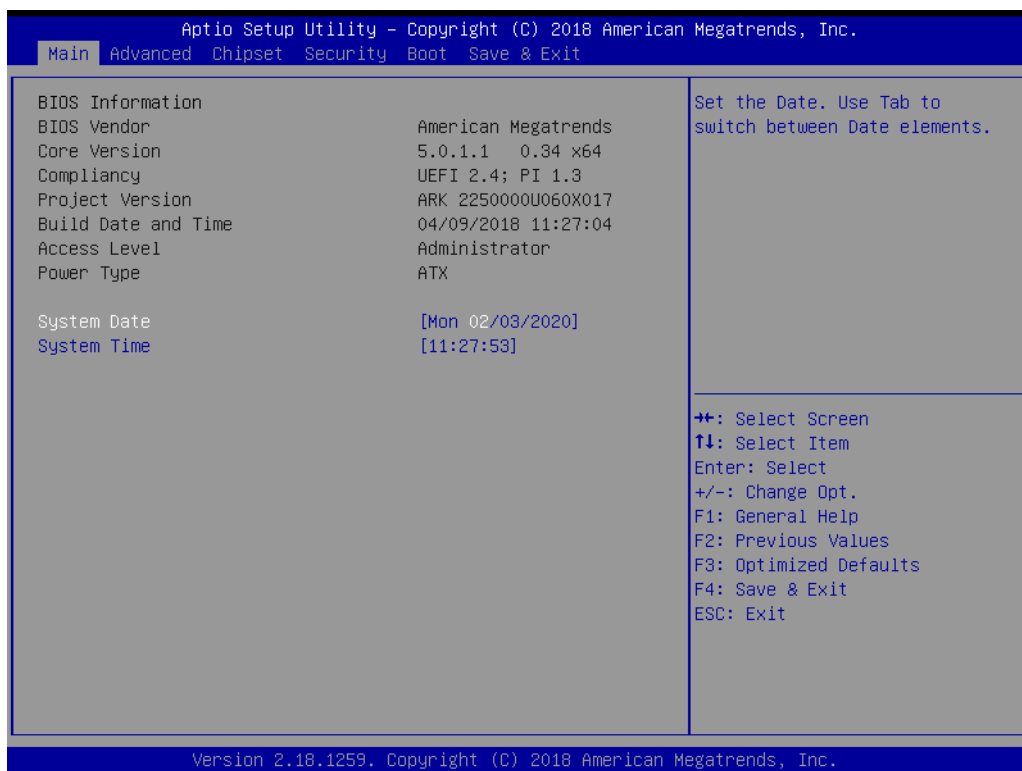 Aptio Setup Utility – Copyright (C) 2018 American Megatrends, Inc.
Main Advanced Chipset Security Boot Save & Exit
BIOS Information
BIOS Vendor American Megatrends
Core Version 5.0.1.1 0.34 x64
Compliancy UEFI 2.4; PI 1.3
Project Version ARK 2250000U060X017
Build Date and Time 04/09/2018 11:27:04
Access Level Administrator
Power Type ATX
System Date [Mon 02/03/2020]
System Time [11:27:53]
Set the Date. Use Tab to
switch between Date elements.
→←: Select Screen
↑↓: Select Item
Enter: Select
+/-: Change Opt.
F1: General Help
F2: Previous Values
F3: Optimized Defaults
F4: Save & Exit
ESC: Exit
Version 2.18.1259. Copyright (C) 2018 American Megatrends, Inc.